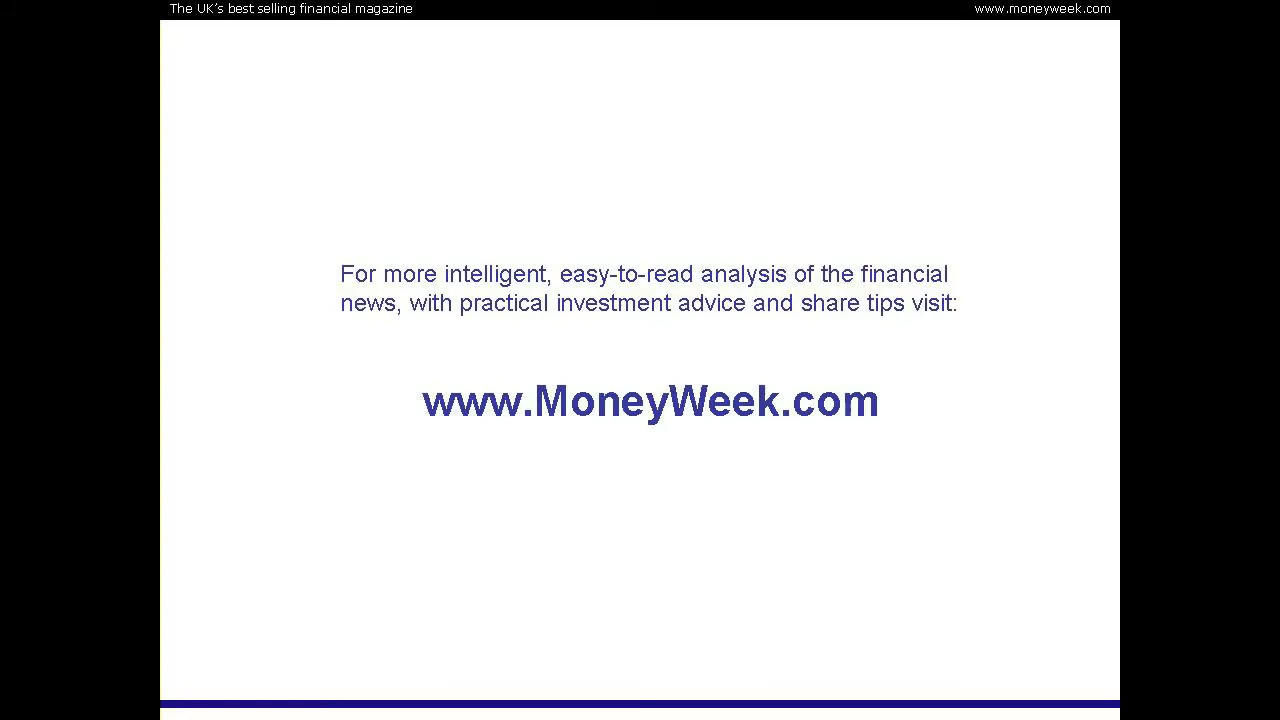 The UK's best selling financial magazine
www.moneyweek.com
For more intelligent, easy-to-read analysis of the financial
news, with practical investment advice and share tips visit:
www.MoneyWeek.com